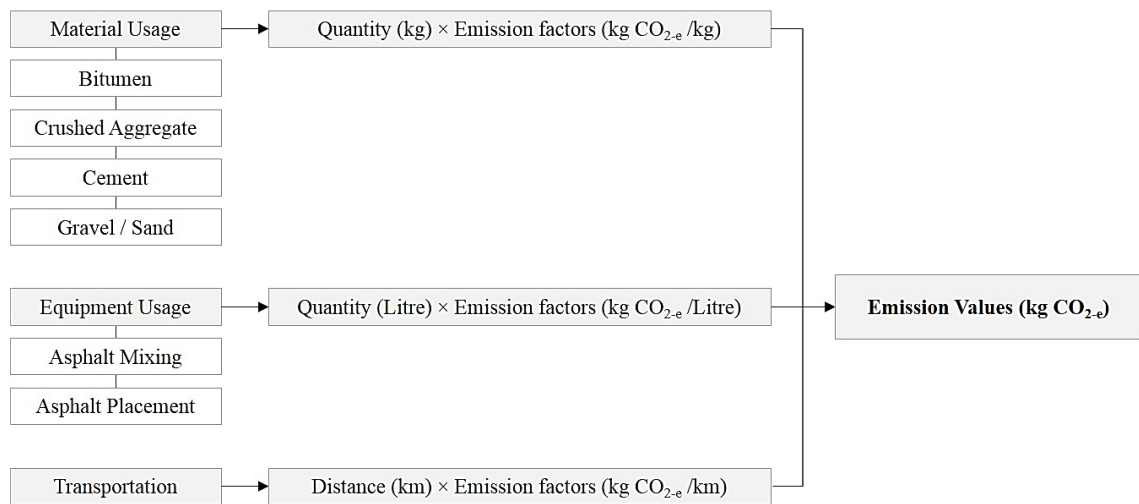 Material Usage
Quantity (kg) × Emission factors (kg CO₂₋ₑ /kg)
Bitumen
Crushed Aggregate
Cement
Gravel / Sand
Equipment Usage
Quantity (Litre) × Emission factors (kg CO₂₋ₑ /Litre)
Emission Values (kg CO₂₋ₑ)
Asphalt Mixing
Asphalt Placement
Transportation
Distance (km) × Emission factors (kg CO₂₋ₑ /km)